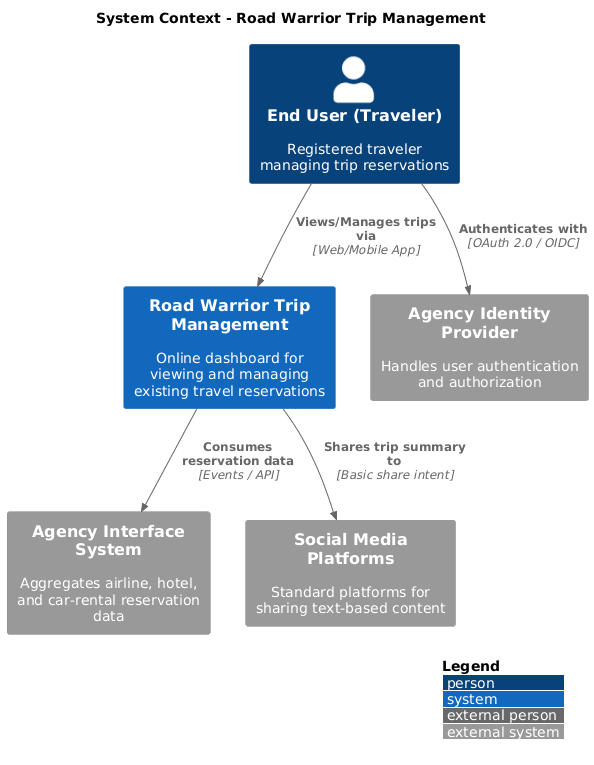 System Context - Road Warrior Trip Management
End User (Traveler)
Registered traveler
managing trip reservations
Views/Manages trips
via
[Web/Mobile App]
Authenticates with
[OAuth 2.0 / OIDC]
Road Warrior Trip
Management
Online dashboard for
viewing and managing
existing travel reservations
Agency Identity
Provider
Handles user authentication
and authorization
Consumes
reservation data
[Events / API]
Shares trip summary
to
[Basic share intent]
Agency Interface
System
Aggregates airline, hotel,
and car-rental reservation
data
Social Media
Platforms
Standard platforms for
sharing text-based content
Legend
person
system
external person
external system